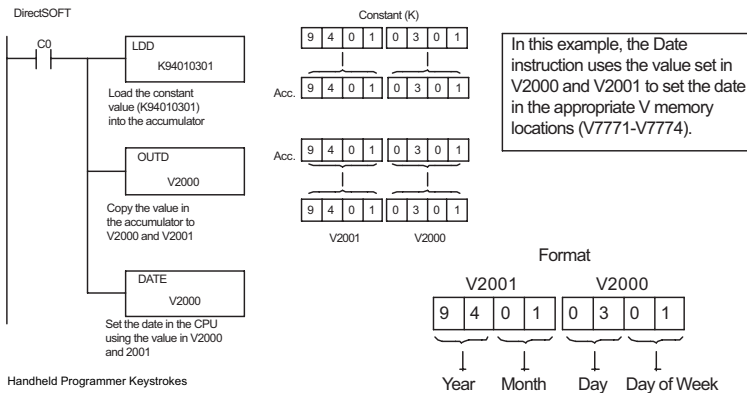 DirectSOFT
C0
LDD
K94010301
Load the constant
value (K94010301)
into the accumulator
OUTD
V2000
Copy the value in
the accumulator to
V2000 and V2001
DATE
V2000
Set the date in the CPU
using the value in V2000
and 2001
Handheld Programmer Keystrokes
Constant (K)
9 4 0 1 0 3 0 1
Acc. 9 4 0 1 0 3 0 1
Acc. 9 4 0 1 0 3 0 1
9 4 0 1 0 3 0 1
V2001 V2000
In this example, the Date
instruction uses the value set in
V2000 and V2001 to set the date
in the appropriate V memory
locations (V7771-V7774).
Format
V2001 V2000
9 4 0 1 0 3 0 1
Year Month Day Day of Week